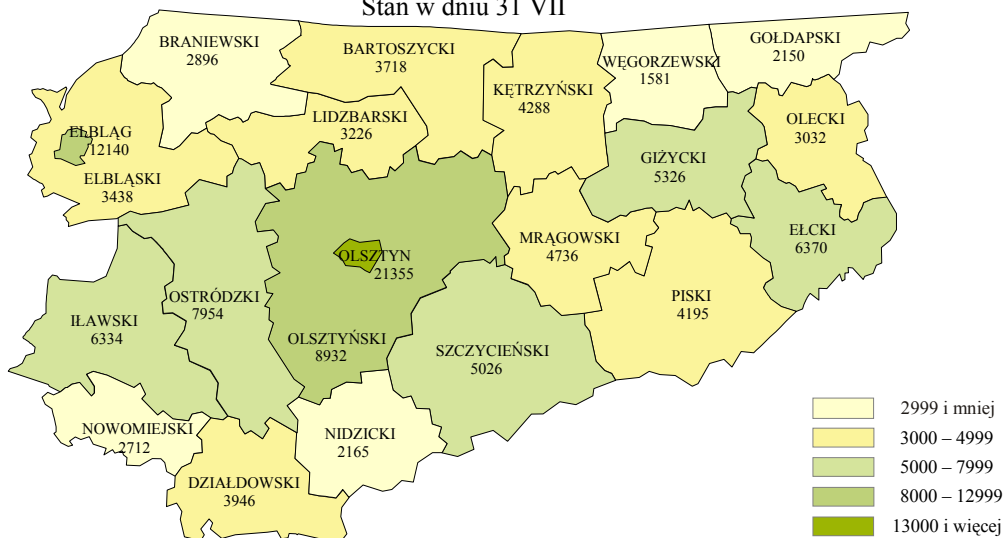 Stan w dniu 31 VII
BRANIEWSKI
2896
BARTOSZYCKI
3718
KĘTRZYŃSKI
4288
WĘGORZEWSKI
1581
GOŁDAPSKI
2150
ELBLĄG
12140
ELBLĄSKI
3438
LIDZBARSKI
3226
GIŻYCKI
5326
OLECKI
3032
EŁCKI
6370
MRĄGOWSKI
4736
OLSZTYN
21355
PISKI
4195
OSTRÓDZKI
7954
IŁAWSKI
6334
OLSZTYŃSKI
8932
SZCZYCIEŃSKI
5026
NOWOMIEJSKI
2712
NIDZICKI
2165
DZIAŁDOWSKI
3946
2999 i mniej
3000 – 4999
5000 – 7999
8000 – 12999
13000 i więcej